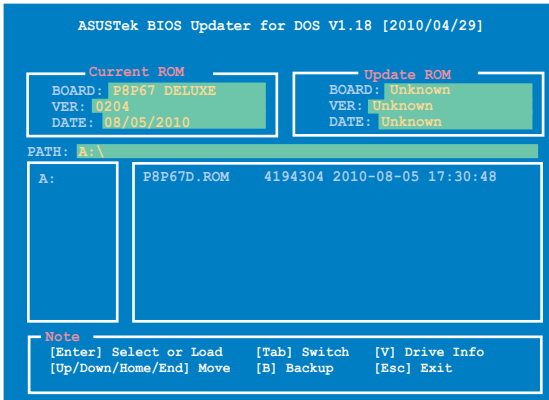 ASUSTek BIOS Updater for DOS V1.18 [2010/04/29]
Current ROM
BOARD: P8P67 DELUXE
VER: 0204
DATE: 08/05/2010
Update ROM
BOARD: Unknown
VER: Unknown
DATE: Unknown
PATH: A:\
A:
P8P67D.ROM 4194304 2010-08-05 17:30:48
Note
[Enter] Select or Load [Tab] Switch [V] Drive Info
[Up/Down/Home/End] Move [B] Backup [Esc] Exit